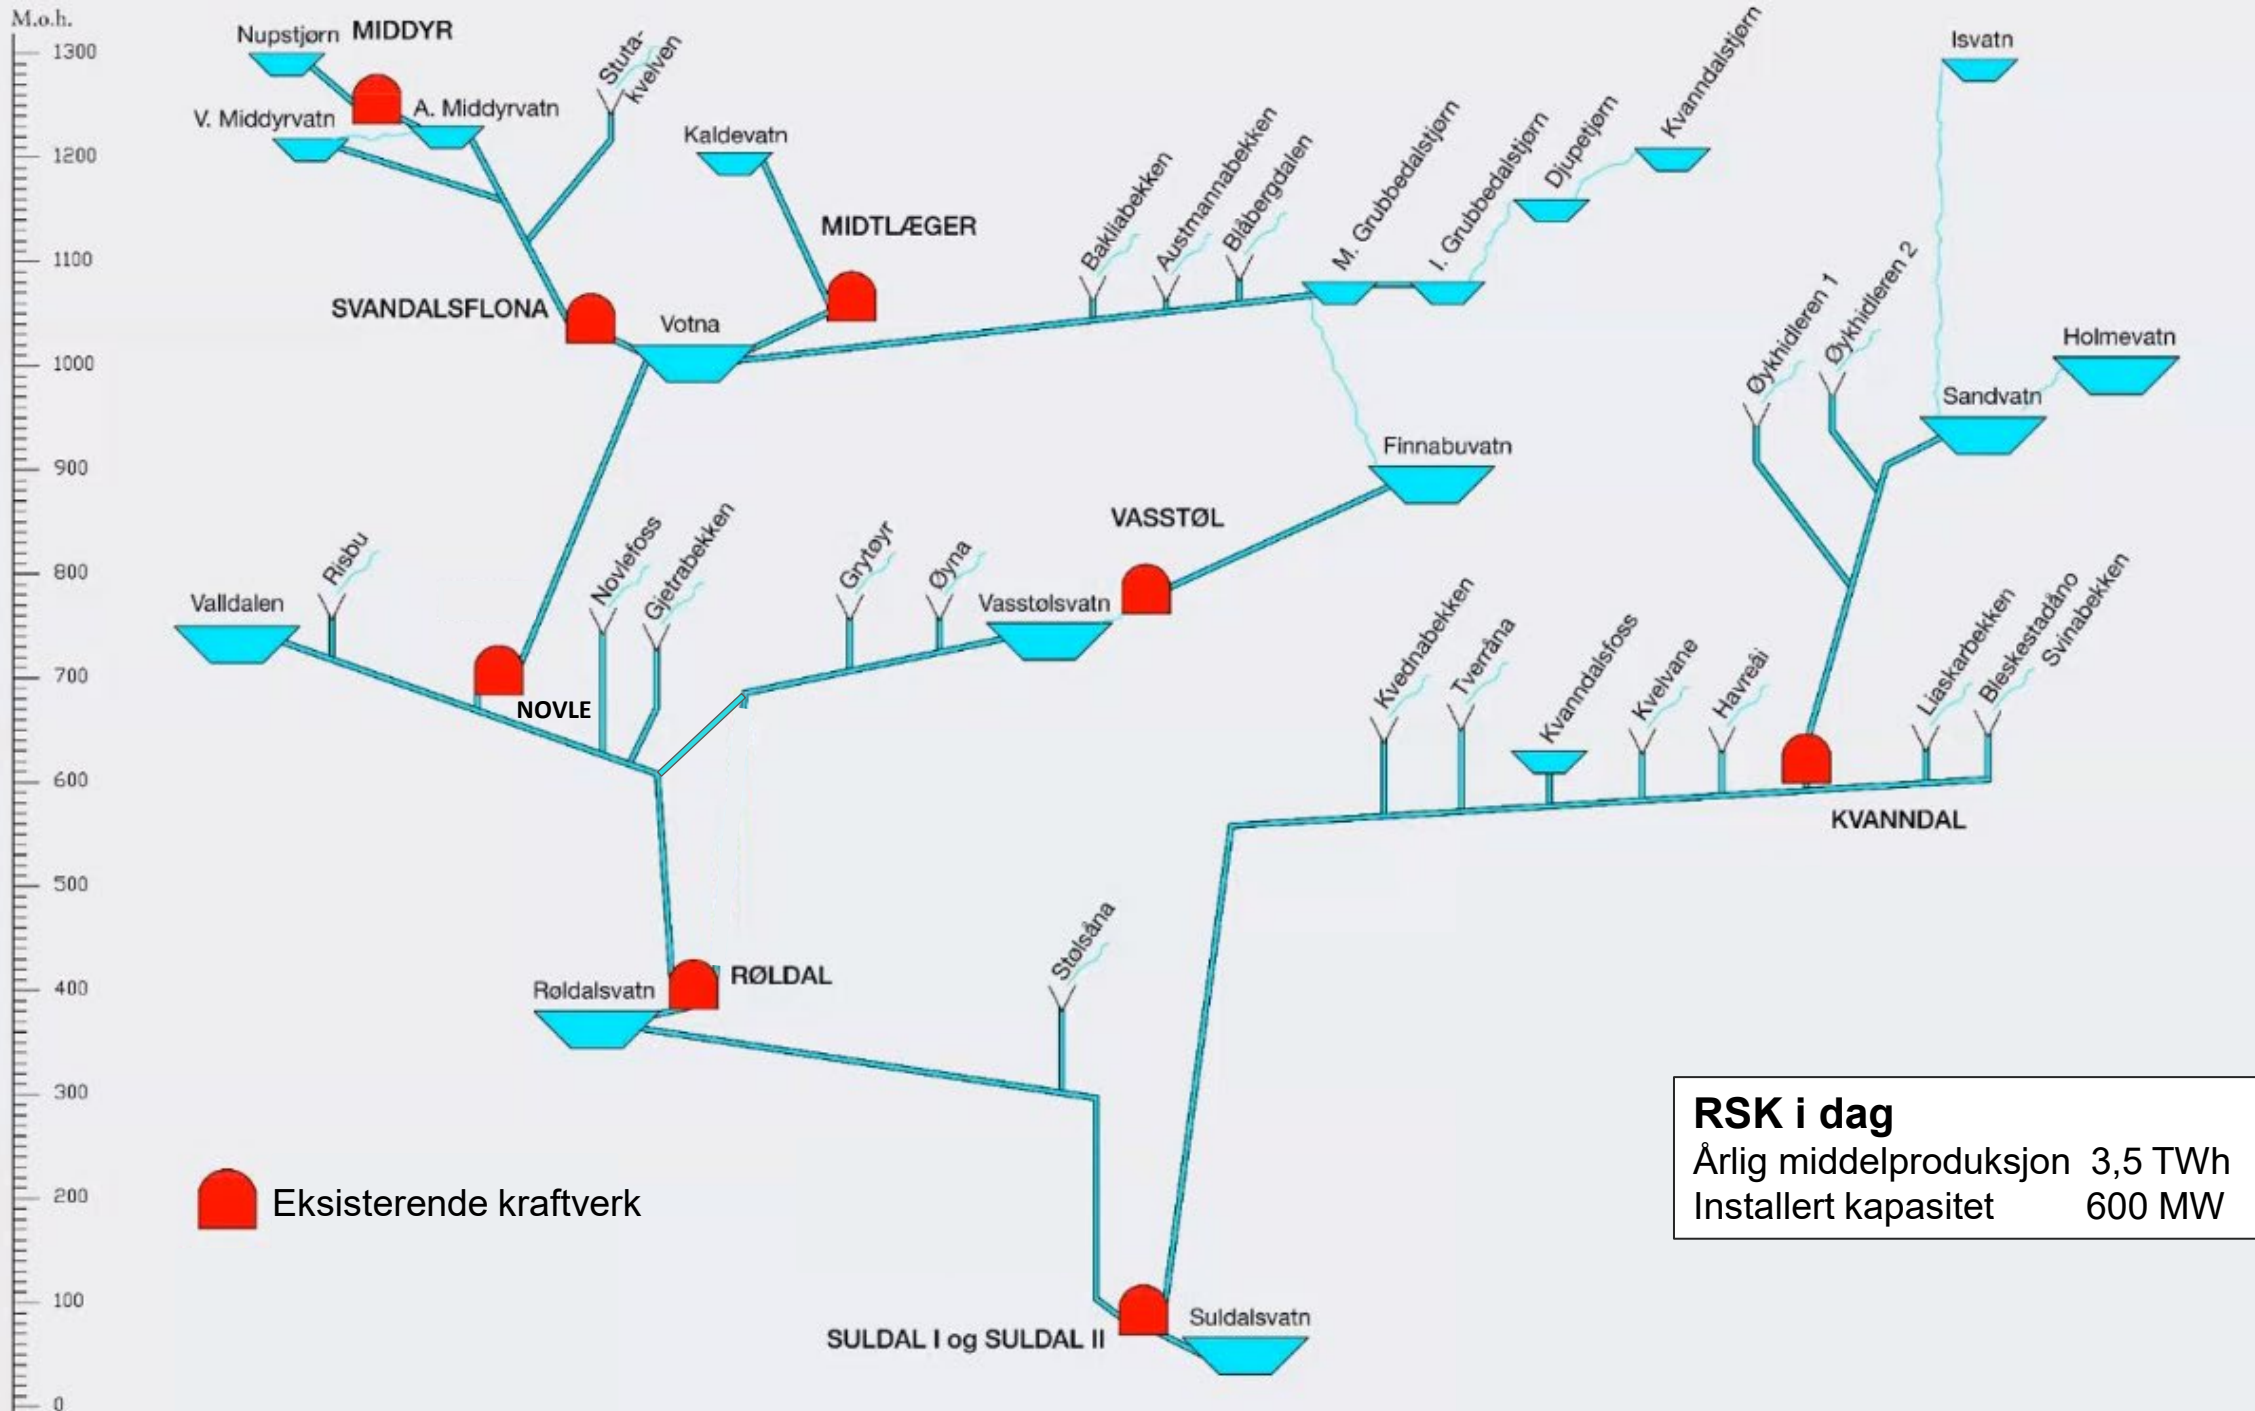 M.o.h.
1300
1200
1100
1000
900
800
700
600
500
400
300
200
100
0
Nupstjørn
MIDDYR
V. Middyrvatn
A. Middyrvatn
Stuta-
kvelven
Kaldevatn
MIDTLÆGER
SVANDALSFLONA
Votna
Bakliabekken
Austmannabekken
Blåbergdalen
M. Grubbedalstjørn
I. Grubbedalstjørn
Djupetjørn
Kvanndalstjørn
Isvatn
Øykhidleren 1
Øykhidleren 2
Holmevatn
Sandvatn
Finnabuvatn
VASSTØL
Valldalen
Risbu
Novlefoss
Gjetrabekken
Grytøyr
Øyna
Vasstølsvatn
NOVLE
Kvednabekken
Tverråna
Kvanndalsfoss
Kvelvane
Havreåi
Liaskarbekken
Bleskestadåno
Svinabekken
KVANNDAL
Røldalsvatn
RØLDAL
Stølsåna
SULDAL I og SULDAL II
Suldalsvatn
Eksisterende kraftverk
RSK i dag
Årlig middelproduksjon 3,5 TWh
Installert kapasitet 600 MW